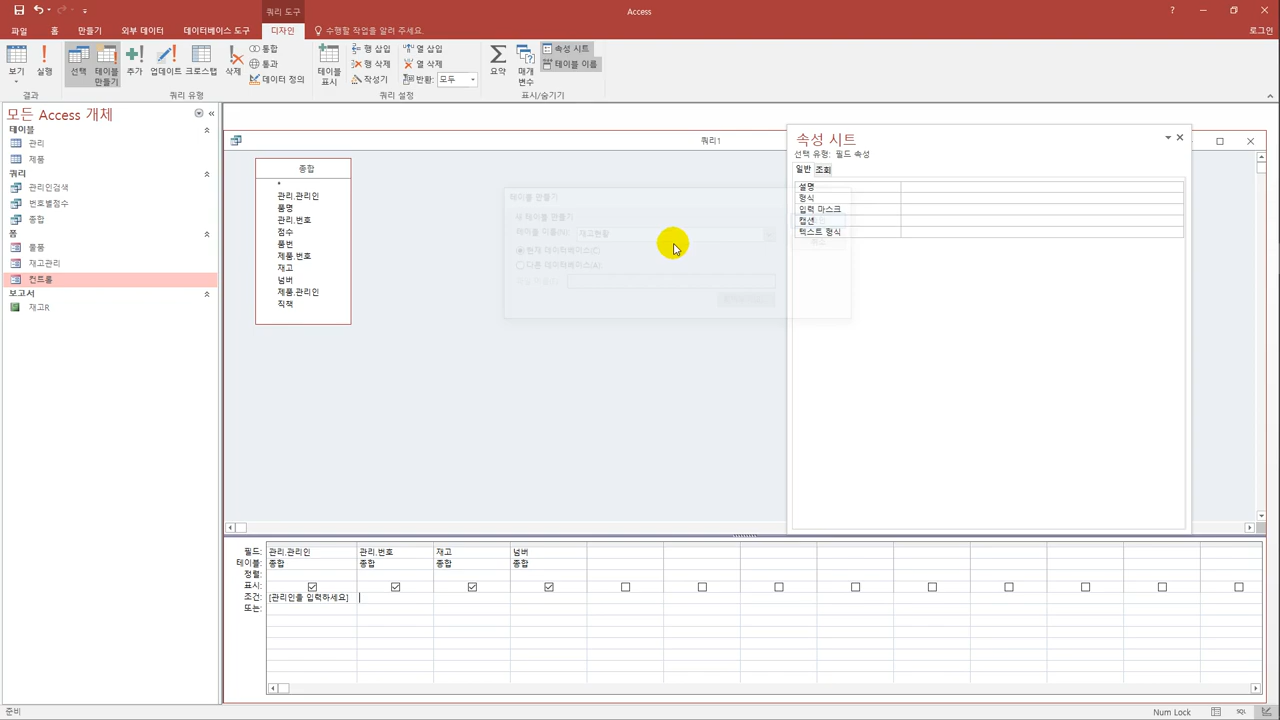 쿼리 도구
Access
파일
홈
만들기
외부 데이터
데이터베이스 도구
디자인
수행할 작업을 알려 주세요.
로그인
보기
실행
선택
테이블
만들기
추가
업데이트
크로스탭
삭제
통합
통과
데이터 정의
테이블
표시
행 삽입
행 삭제
작성기
열 삽입
열 삭제
반환:
모두
요약
매개
변수
속성 시트
테이블 이름
결과
쿼리 유형
쿼리 설정
표시/숨기기
모든 Access 개체
테이블
관리
제품
쿼리
관리인검색
번호별점수
종합
폼
물품
재고관리
컨트롤
보고서
재고R
쿼리1
종합
*
관리.관리인
품명
관리.번호
점수
품번
제품.번호
재고
넘버
제품.관리인
직책
테이블 만들기
새 테이블 만들기
테이블 이름(N):
재고현황
현재 데이터베이스(C)
다른 데이터베이스(A):
취소
속성 시트
선택 유형: 필드 속성
일반
조회
설명
형식
입력 마스크
캡션
텍스트 형식
필드:
관리.관리인
관리.번호
재고
넘버
테이블:
종합
종합
종합
종합
정렬:
표시:
조건:
[관리인을 입력하세요]
또는:
준비
Num Lock
SQL